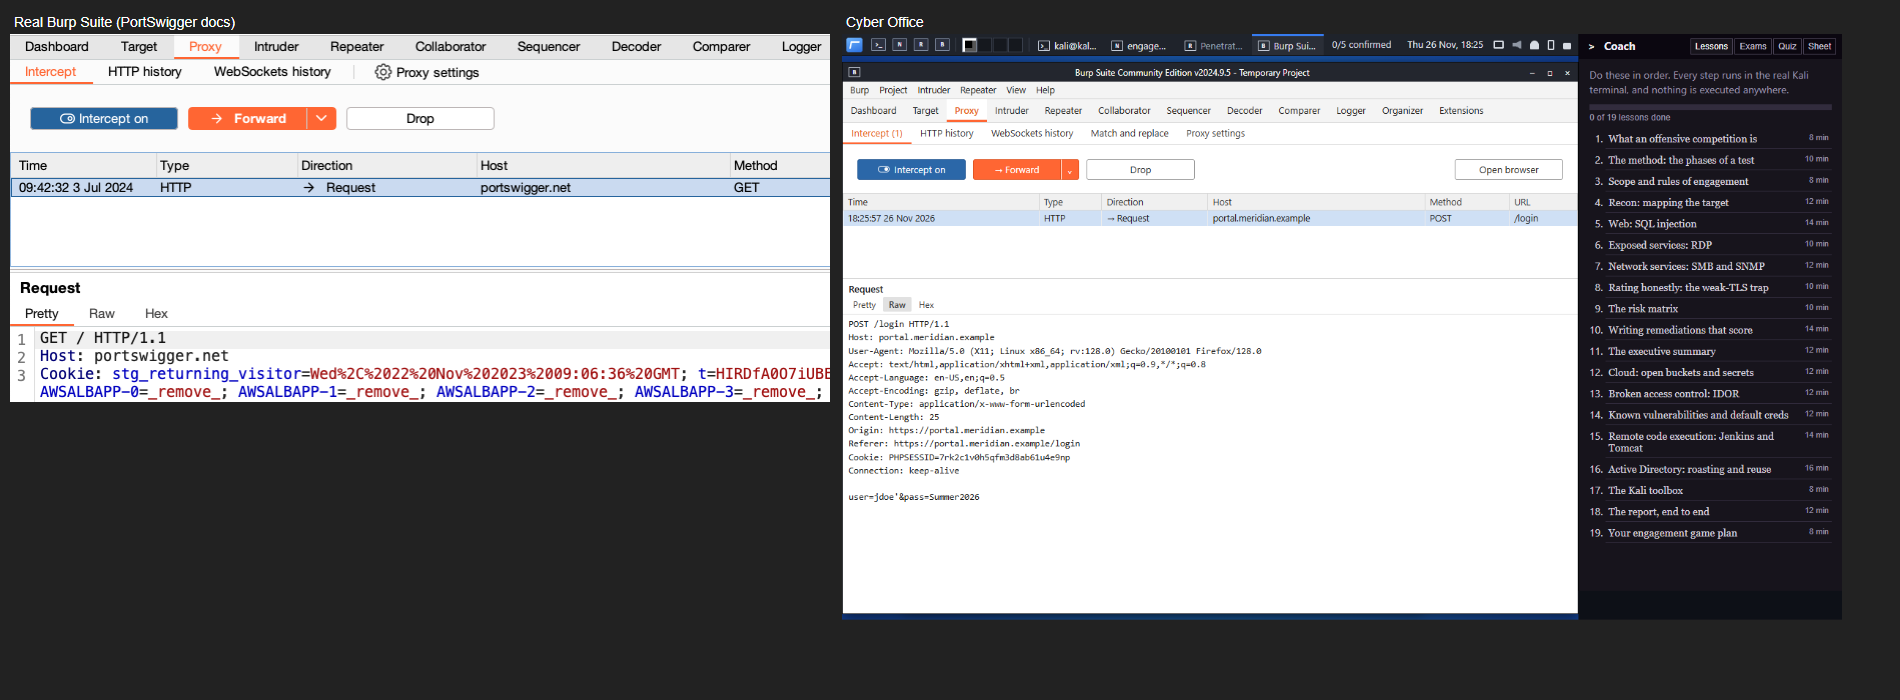 Real Burp Suite (PortSwigger docs)
Dashboard Target Proxy Intruder Repeater Collaborator Sequencer Decoder Comparer Logger
Intercept HTTP history WebSockets history Proxy settings
Intercept on Forward Drop
Time Type Direction Host Method
09:42:32 3 Jul 2024 HTTP → Request portswigger.net GET
Request
Pretty Raw Hex
1 GET / HTTP/1.1
2 Host: portswigger.net
3 Cookie: stg_returning_visitor=Wed%2C%2022%20Nov%202023%2009:06:36%20GMT; t=HIRDfA0O7iUBE
AWSALBAPP-0=_remove_; AWSALBAPP-1=_remove_; AWSALBAPP-2=_remove_; AWSALBAPP-3=_remove_;
Cyber Office
kali@kal... engage... Penetrat... Burp Sui... 0/5 confirmed Thu 26 Nov, 18:25
Burp Suite Community Edition v2024.9.5 - Temporary Project
Burp Project Intruder Repeater View Help
Dashboard Target Proxy Intruder Repeater Collaborator Sequencer Decoder Comparer Logger Organizer Extensions
Intercept (1) HTTP history WebSockets history Match and replace Proxy settings
Intercept on → Forward Drop Open browser
Time Type Direction Host Method URL
18:25:57 26 Nov 2026 HTTP → Request portal.meridian.example POST /login
Request
Pretty Raw Hex
POST /login HTTP/1.1
Host: portal.meridian.example
User-Agent: Mozilla/5.0 (X11; Linux x86_64; rv:128.0) Gecko/20100101 Firefox/128.0
Accept: text/html,application/xhtml+xml,application/xml;q=0.9,*/*;q=0.8
Accept-Language: en-US,en;q=0.5
Accept-Encoding: gzip, deflate, br
Content-Type: application/x-www-form-urlencoded
Content-Length: 25
Origin: https://portal.meridian.example
Referer: https://portal.meridian.example/login
Cookie: PHPSESSID=7rk2c1v0h5qfm3d8ab61u4e9np
Connection: keep-alive
user=jdoe'&pass=Summer2026
> Coach Lessons Exams Quiz Sheet
Do these in order. Every step runs in the real Kali
terminal, and nothing is executed anywhere.
0 of 19 lessons done
1. What an offensive competition is 8 min
2. The method: the phases of a test 10 min
3. Scope and rules of engagement 8 min
4. Recon: mapping the target 12 min
5. Web: SQL injection 14 min
6. Exposed services: RDP 10 min
7. Network services: SMB and SNMP 12 min
8. Rating honestly: the weak-TLS trap 10 min
9. The risk matrix 10 min
10. Writing remediations that score 14 min
11. The executive summary 12 min
12. Cloud: open buckets and secrets 12 min
13. Broken access control: IDOR 12 min
14. Known vulnerabilities and default creds 12 min
15. Remote code execution: Jenkins and 14 min
Tomcat
16. Active Directory: roasting and reuse 16 min
17. The Kali toolbox 8 min
18. The report, end to end 12 min
19. Your engagement game plan 8 min